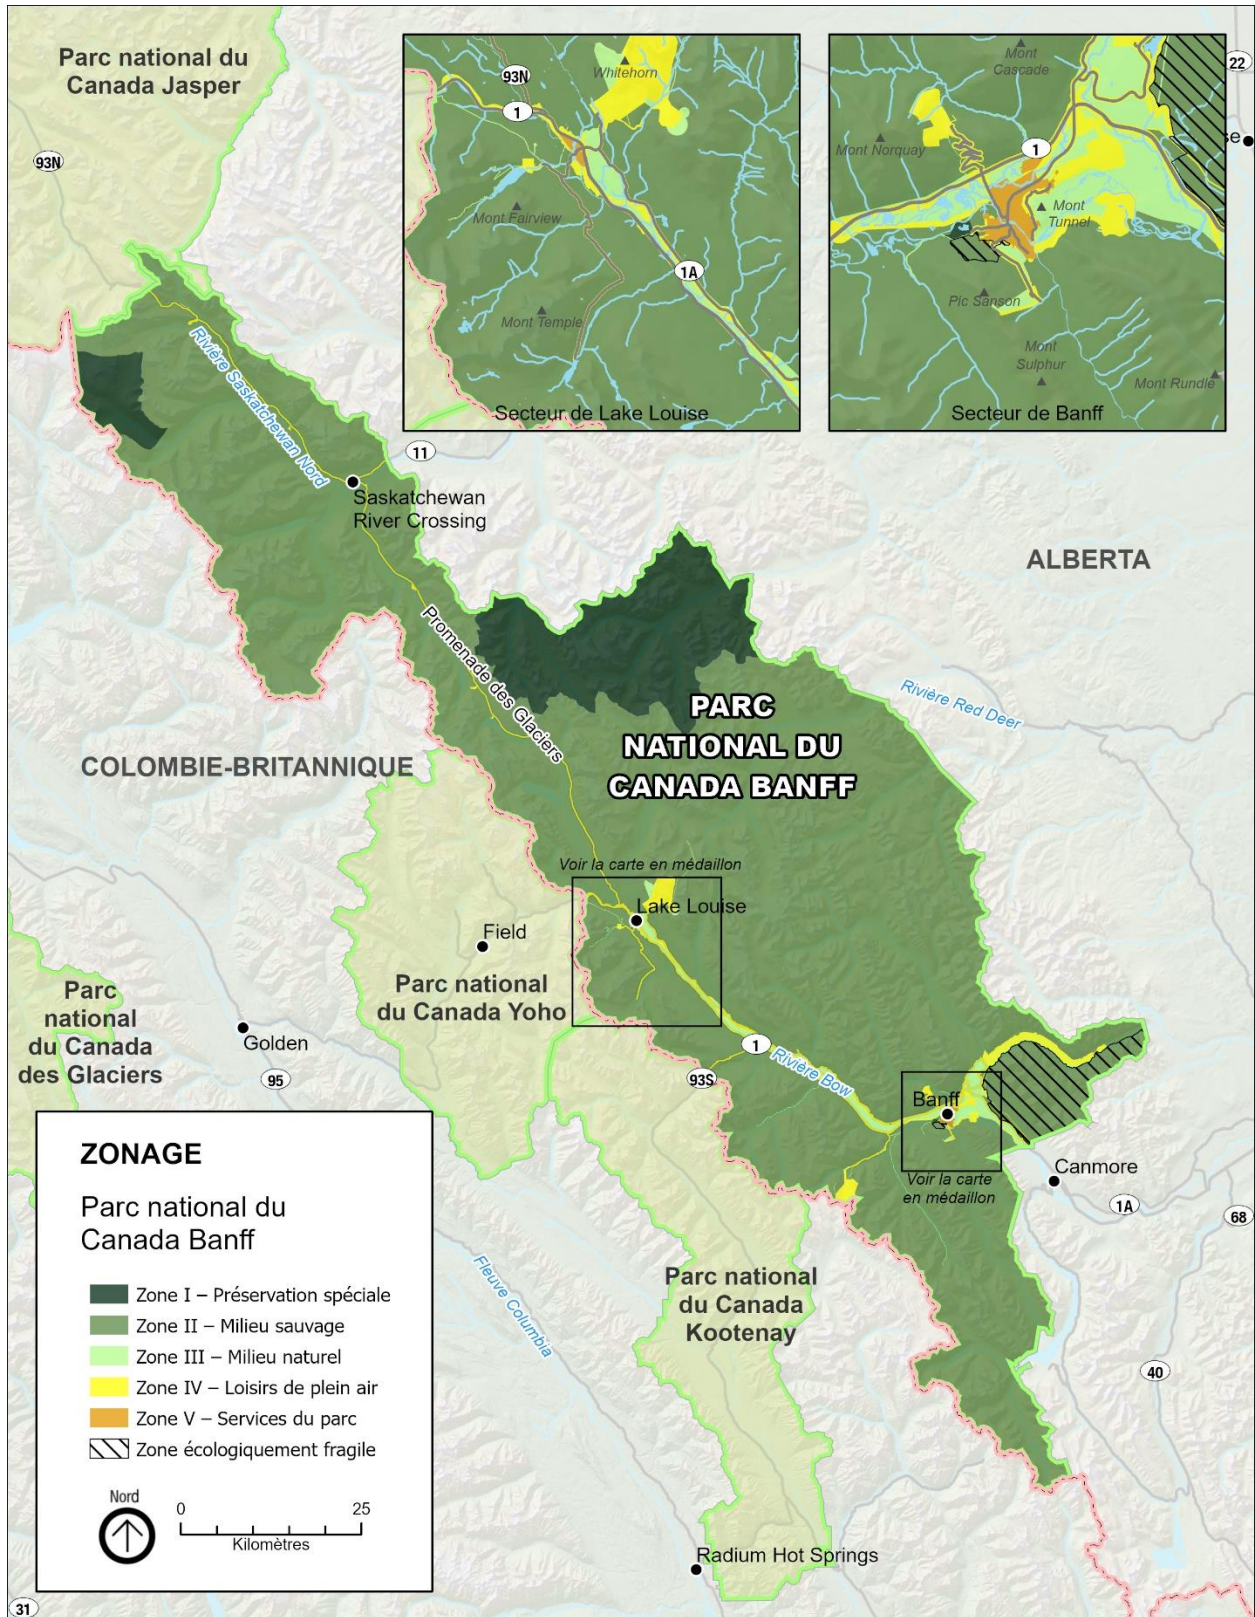 Parc national du
Canada Jasper
93N
93N
1
Whitehorn
Mont Fairview
1A
Mont Temple
Secteur de Lake Louise
Mont
Cascade
Mont Norquay
1
Mont
Tunnel
Pic Sanson
Mont
Sulphur
Mont Rundle
Secteur de Banff
22
Rivière Saskatchewan Nord
11
Saskatchewan
River Crossing
ALBERTA
Promenade des Glaciers
Rivière Red Deer
PARC
NATIONAL DU
CANADA BANFF
COLOMBIE-BRITANNIQUE
Voir la carte en médaillon
Lake Louise
Field
Parc national
du Canada Yoho
Parc
national
du Canada
des Glaciers
Golden
95
1
93S
Rivière Bow
Banff
Voir la carte
en médaillon
Canmore
1A
68
Parc national
du Canada
Kootenay
40
Fleuve Columbia
Radium Hot Springs
31
ZONAGE
Parc national du
Canada Banff
Zone I – Préservation spéciale
Zone II – Milieu sauvage
Zone III – Milieu naturel
Zone IV – Loisirs de plein air
Zone V – Services du parc
Zone écologiquement fragile
Nord
0 25
Kilomètres